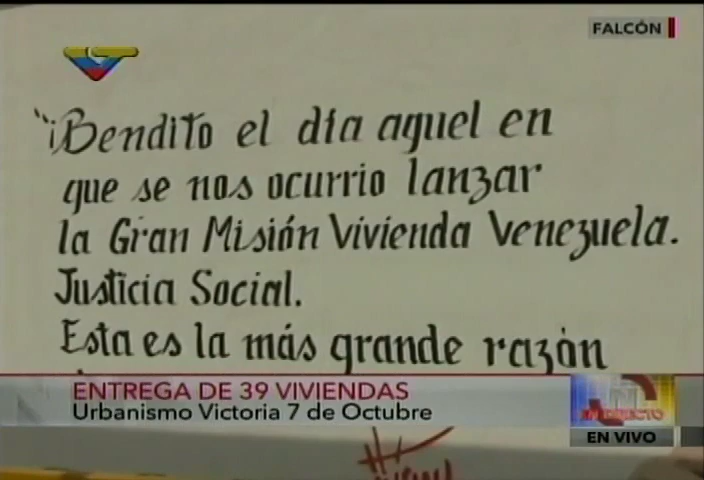 FALCÓN
"¡Bendito el día aquel en
que se nos ocurrio lanzar
la Gran Misión Vivienda Venezuela.
Justicia Social.
Esta es la más grande razón
ENTREGA DE 39 VIVIENDAS
Urbanismo Victoria 7 de Octubre
EN DIRECTO
EN VIVO